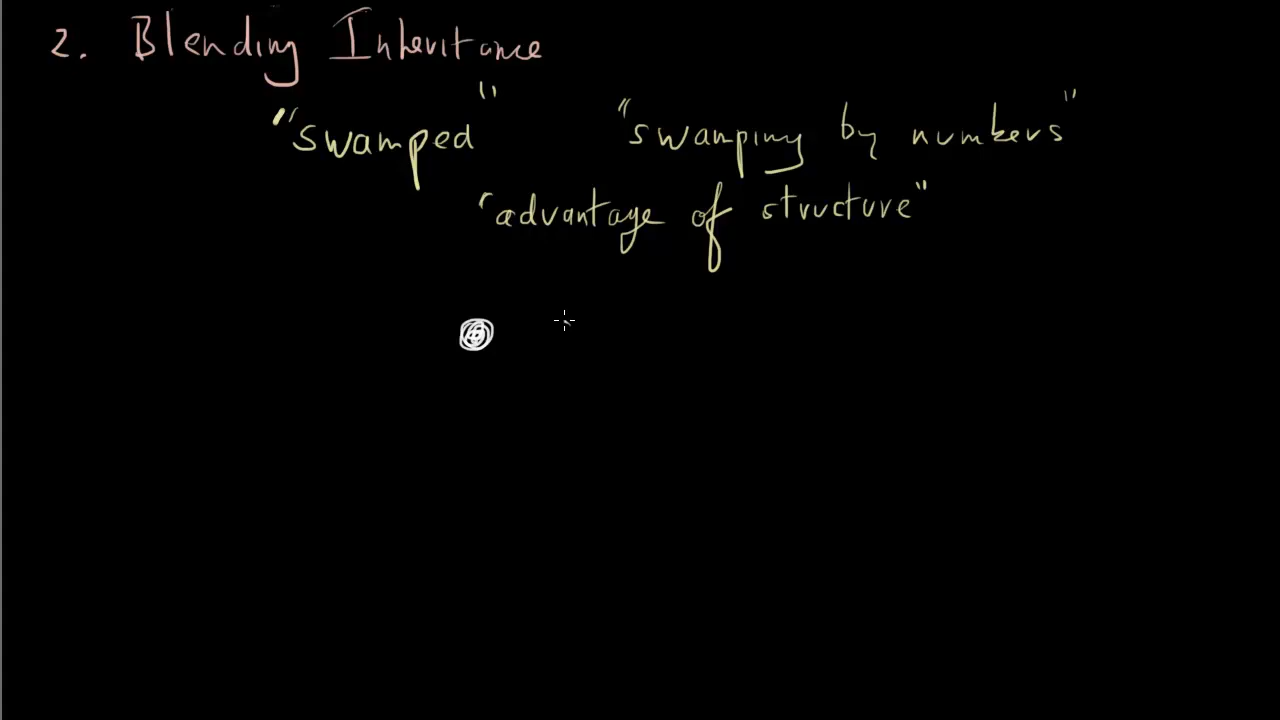 2. Blending Inheritance
"swamped" "swamping by numbers"
"advantage of structure"